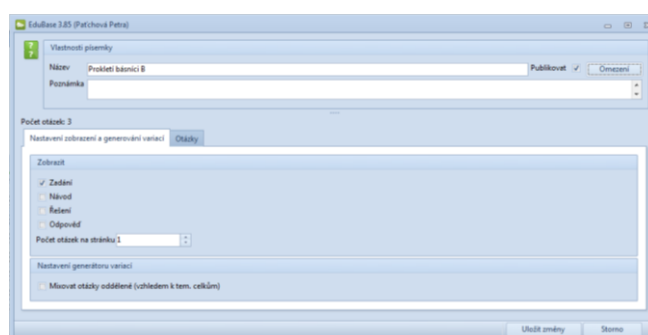 EduBase 3.85 (Paťchová Petra)
Vlastnosti písemky
Název Prokletí básníci B Publikovat Omezení
Poznámka
Počet otázek: 3
Nastavení zobrazení a generování variací Otázky
Zobrazit
Zadání
Návod
Řešení
Odpověď
Počet otázek na stránku 1
Nastavení generátoru variací
Mixovat otázky odděleně (vzhledem k tem. celkům)
Uložit změny Storno